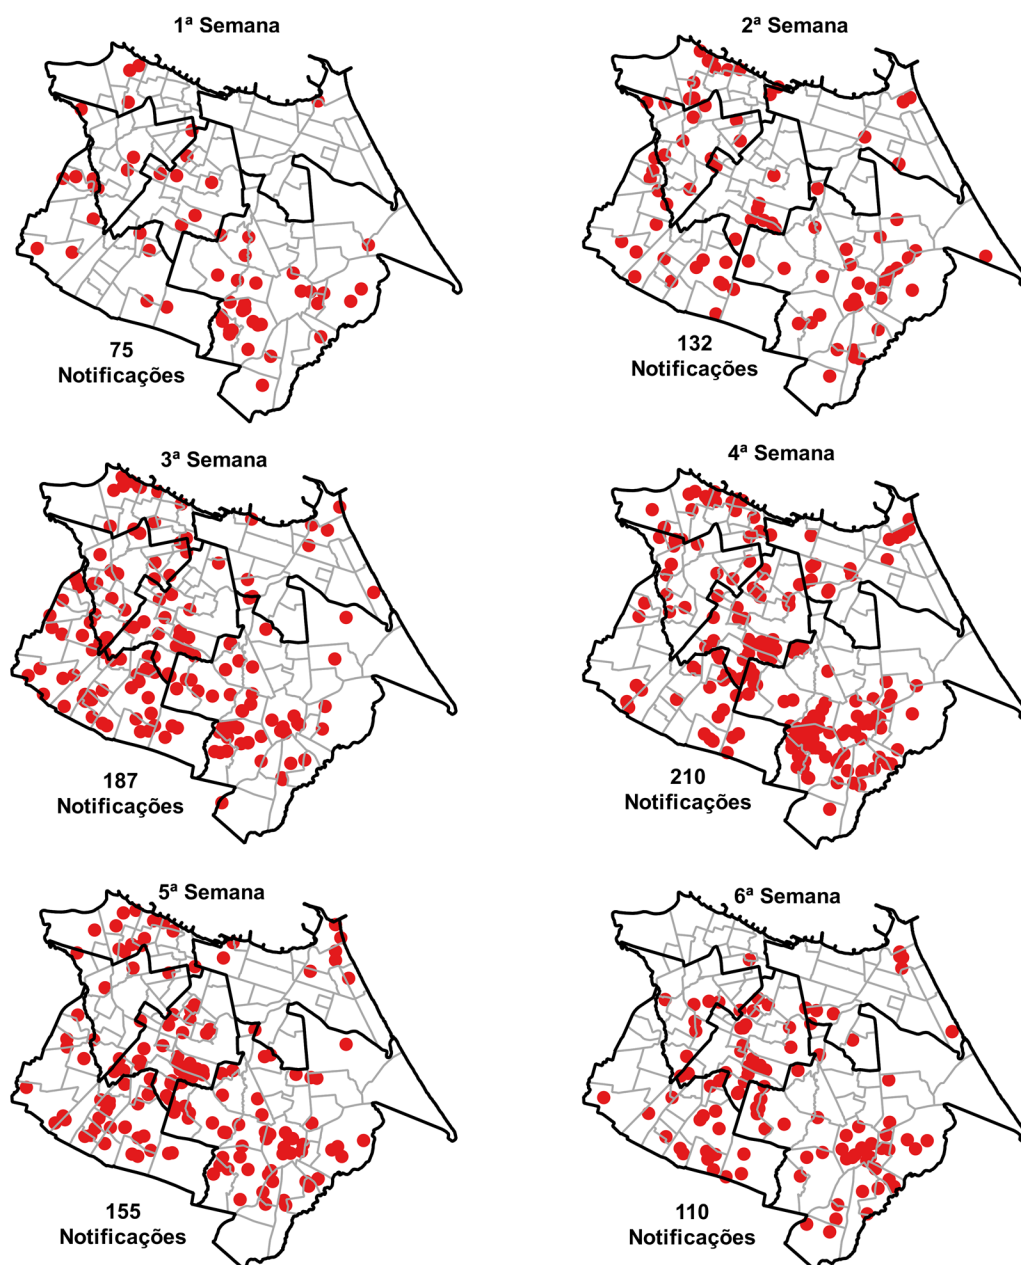 1ª Semana
2ª Semana
75
Notificações
132
Notificações
3ª Semana
4ª Semana
187
Notificações
210
Notificações
5ª Semana
6ª Semana
155
Notificações
110
Notificações